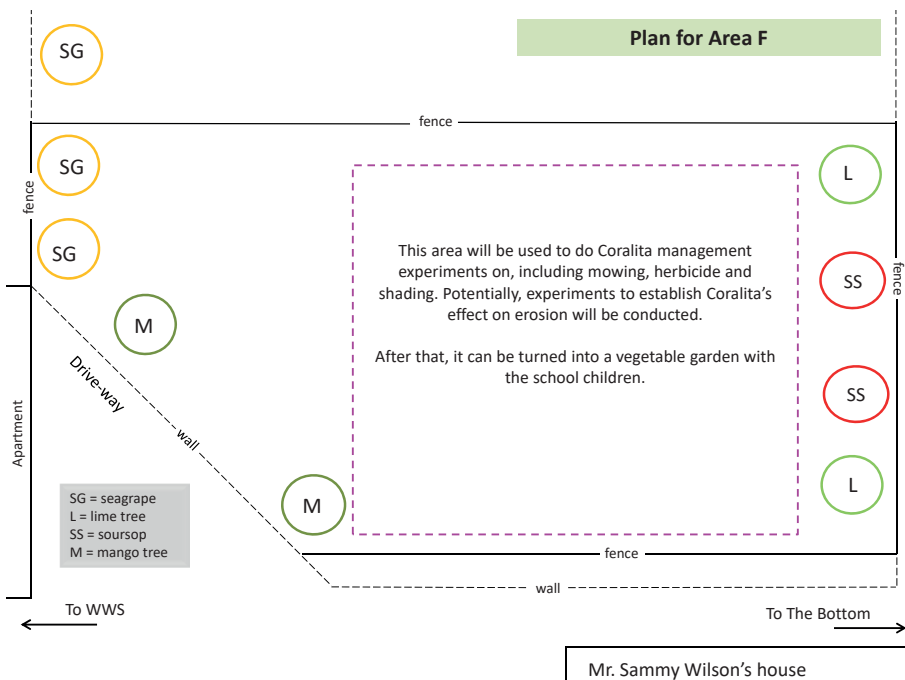 Plan for Area F
SG
fence
SG
L
fence
SG
This area will be used to do Coralita management
experiments on, including mowing, herbicide and
shading. Potentially, experiments to establish Coralita's
effect on erosion will be conducted.
After that, it can be turned into a vegetable garden with
the school children.
fence
SS
M
Drive-way
SS
Apartment
wall
SG = seagrape
L = lime tree
SS = soursop
M = mango tree
M
L
fence
wall
To WWS
To The Bottom
Mr. Sammy Wilson's house